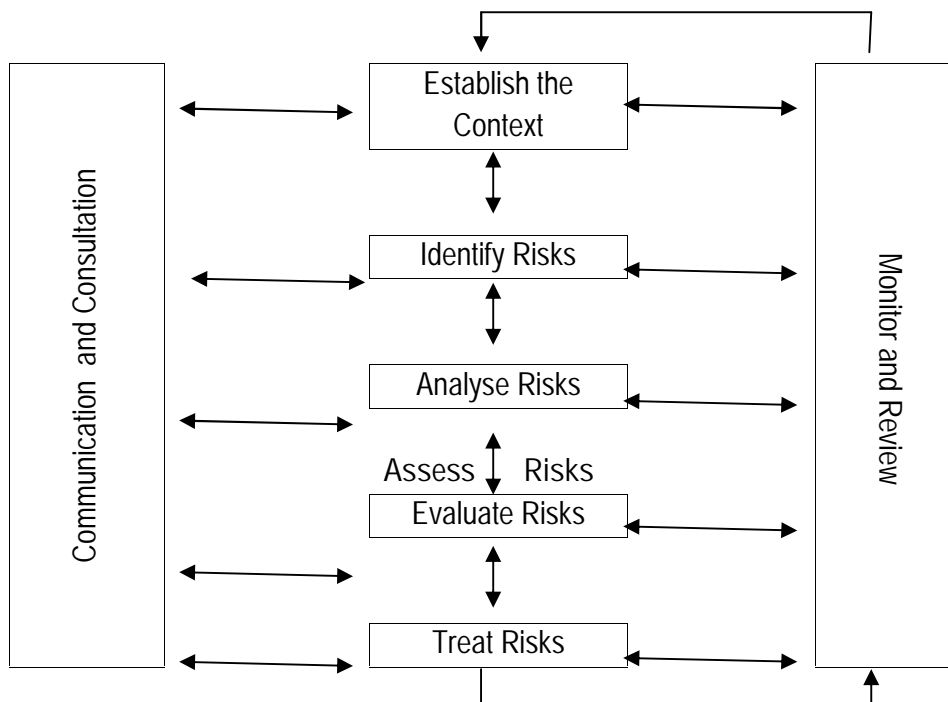 Establish the
Context
Communication and Consultation
Identify Risks
Monitor and Review
Analyse Risks
Assess Risks
Evaluate Risks
Treat Risks